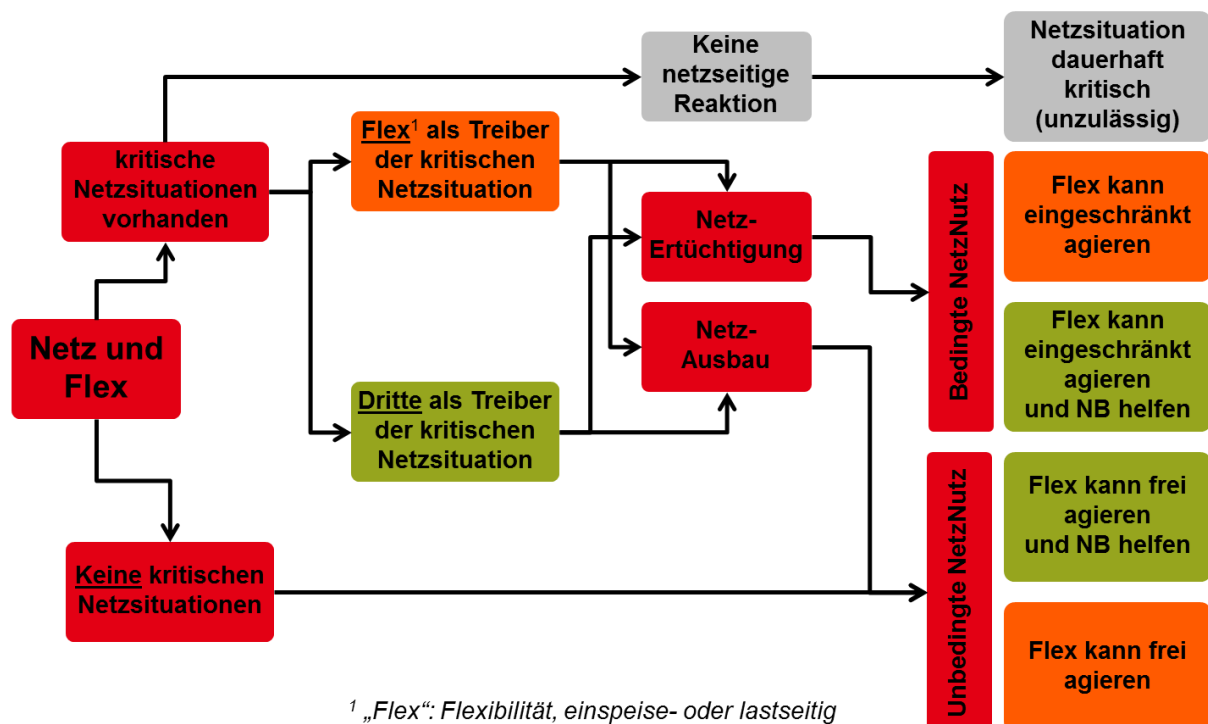 Keine
netzseitige
Reaktion
Netzsituation
dauerhaft
kritisch
(unzulässig)
kritische
Netzsituationen
vorhanden
Flex¹ als Treiber
der kritischen
Netzsituation
Netz-
Ertüchtigung
Bedingte NetzNutz
Flex kann
eingeschränkt
agieren
Netz und
Flex
Netz-
Ausbau
Flex kann
eingeschränkt
agieren
und NB helfen
Dritte als Treiber
der kritischen
Netzsituation
Keine kritischen
Netzsituationen
Unbedingte NetzNutz
Flex kann frei
agieren
und NB helfen
Flex kann frei
agieren
¹ „Flex“: Flexibilität, einspeise- oder lastseitig